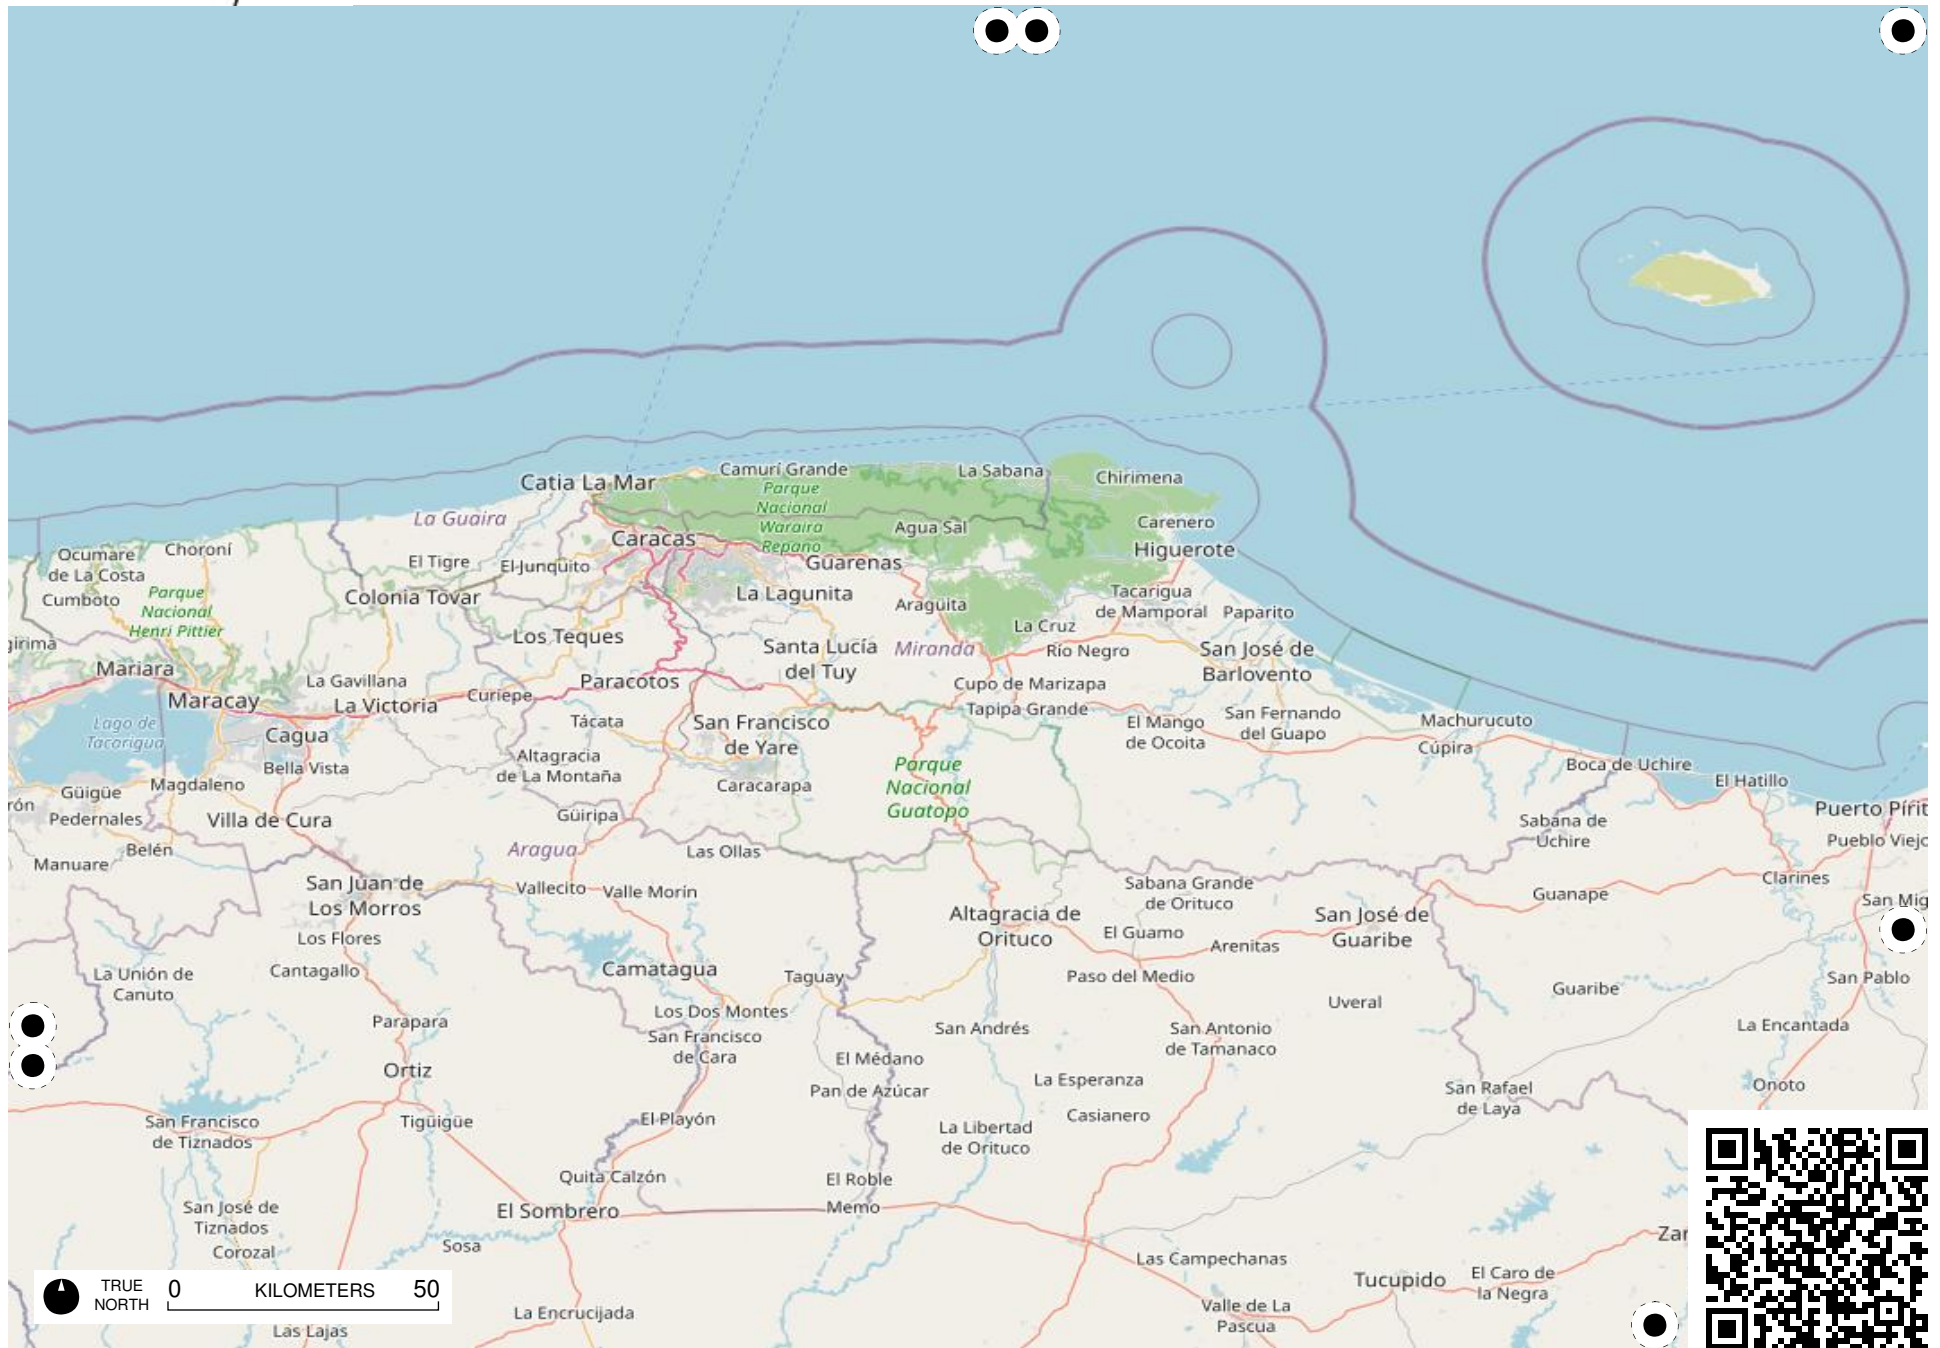 Catia La Mar
Camurí Grande
La Sabana
Chirimena
Parque
Nacional
Waraira
Repano
La Guaira
Agua Sal
Carenero
Caracas
Higuerote
Ocumare
de La Costa
Choroní
El Tigre
El Junquito
Guarenas
Cumboto
Parque
Nacional
Henri Pittier
Colonia Tovar
La Lagunita
Araguita
Tacarigua
de Mamporal
Paparito
La Cruz
Los Teques
girima
Santa Lucía
del Tuy
Miranda
Río Negro
San José de
Barlovento
Mariara
La Gavillana
Paracotos
Cupo de Marizapa
Maracay
La Victoria
Curiepe
Tapipa Grande
Lago de
Tacarigua
Tácata
San Francisco
de Yare
El Mango
de Ocoita
San Fernando
del Guapo
Machurucuto
Cagua
Cúpira
Bella Vista
Altagracia
de La Montaña
Boca de Uchire
Magdaleno
Güigüe
Caracarapa
Parque
Nacional
Guatopo
El Hatillo
rón
Pedernales
Villa de Cura
Güiripa
Puerto Pírit
Sabana de
Uchire
Pueblo Viejo
Belén
Manuare
Aragua
Las Ollas
Clarines
San Juan de
Los Morros
Vallecito
Valle Morín
Sabana Grande
de Orituco
Guanape
San Mig
Altagracia de
Orituco
San José de
Guaribe
Los Flores
El Guamo
Arenitas
Cantagallo
La Unión de
Canuto
Camatagua
Taguay
Paso del Medio
San Pablo
Guaribe
Uveral
Los Dos Montes
Parapara
San Francisco
de Cara
San Andrés
San Antonio
de Tamanaco
La Encantada
El Médano
Ortiz
Pan de Azúcar
La Esperanza
San Rafael
de Laya
Onoto
San Francisco
de Tiznados
Tigüigüe
El Playón
La Libertad
de Orituco
Casianero
Quita Calzón
El Roble
San José de
Tiznados
El Sombrero
Memo
Corozal
Sosa
Zar
Las Campechanas
Tucupido
El Caro de
la Negra
TRUE
NORTH
0 KILOMETERS 50
La Encrucijada
Valle de La
Pascua
Las Lajas